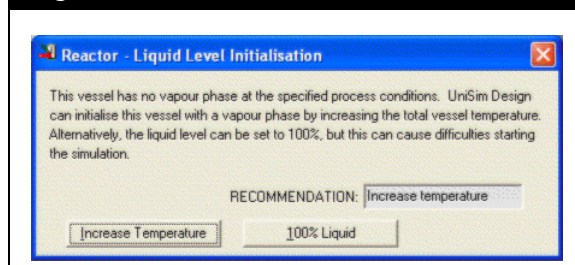 Reactor - Liquid Level Initialisation
This vessel has no vapour phase at the specified process conditions. UniSim Design
can initialise this vessel with a vapour phase by increasing the total vessel temperature.
Alternatively, the liquid level can be set to 100%, but this can cause difficulties starting
the simulation.
RECOMMENDATION: Increase temperature
Increase Temperature 100% Liquid